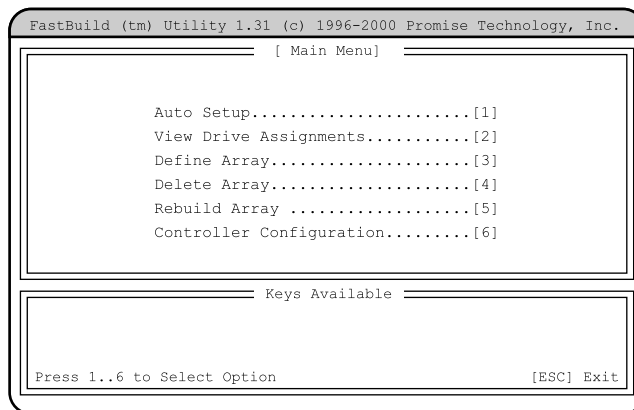 FastBuild (tm) Utility 1.31 (c) 1996-2000 Promise Technology, Inc.
[ Main Menu]
Auto Setup.......................[1]
View Drive Assignments...........[2]
Define Array.....................[3]
Delete Array.....................[4]
Rebuild Array ...................[5]
Controller Configuration.........[6]
Keys Available
Press 1..6 to Select Option [ESC] Exit